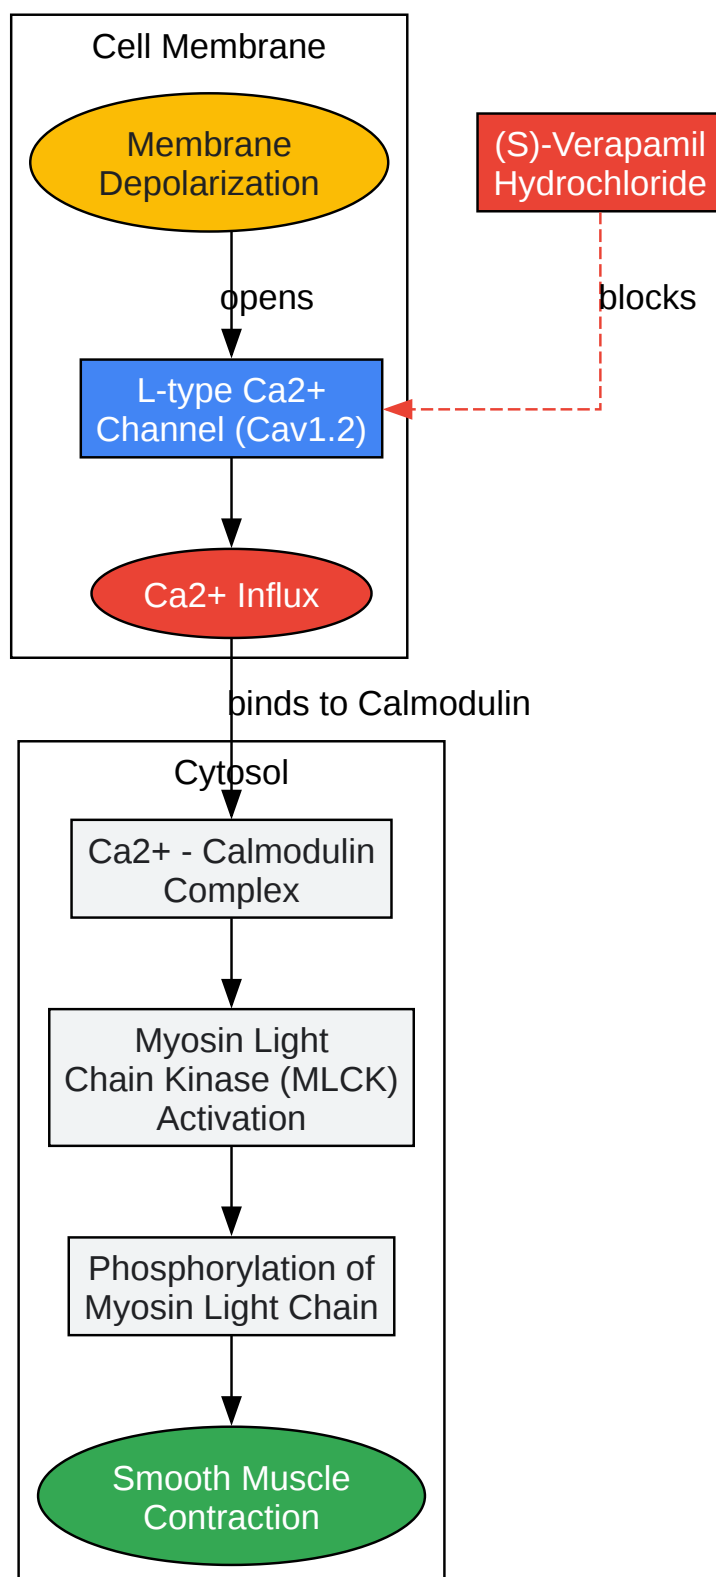 Cell Membrane
Membrane
Depolarization
(S)-Verapamil
Hydrochloride
opens
blocks
L-type Ca2+
Channel (Cav1.2)
Ca2+ Influx
binds to Calmodulin
Cytosol
Ca2+ - Calmodulin
Complex
Myosin Light
Chain Kinase (MLCK)
Activation
Phosphorylation of
Myosin Light Chain
Smooth Muscle
Contraction